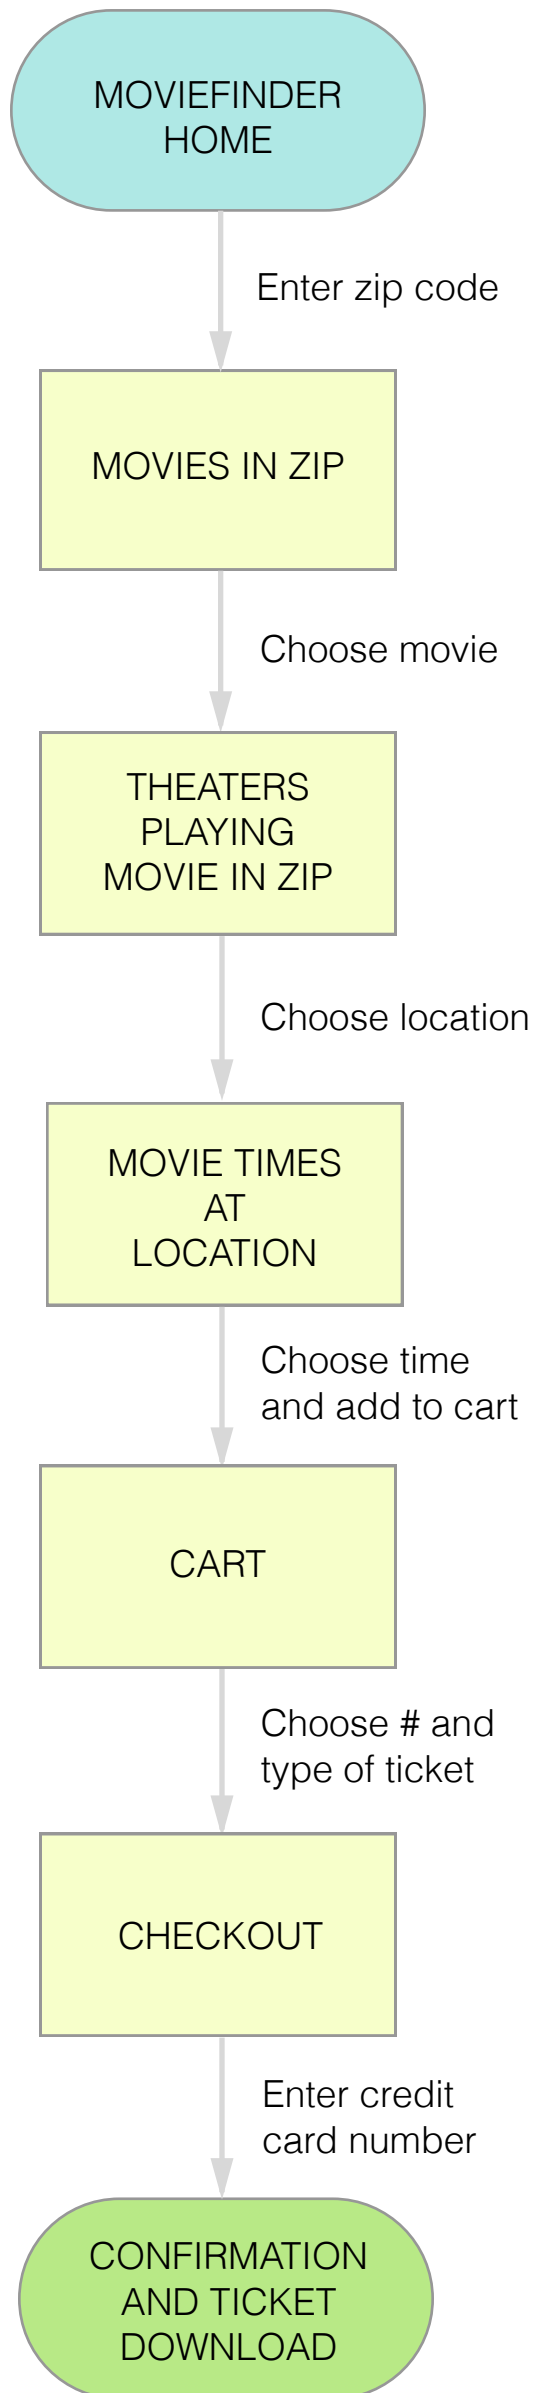 MOVIEFINDER
HOME
Enter zip code
MOVIES IN ZIP
Choose movie
THEATERS
PLAYING
MOVIE IN ZIP
Choose location
MOVIE TIMES
AT
LOCATION
Choose time
and add to cart
CART
Choose # and
type of ticket
CHECKOUT
Enter credit
card number
CONFIRMATION
AND TICKET
DOWNLOAD